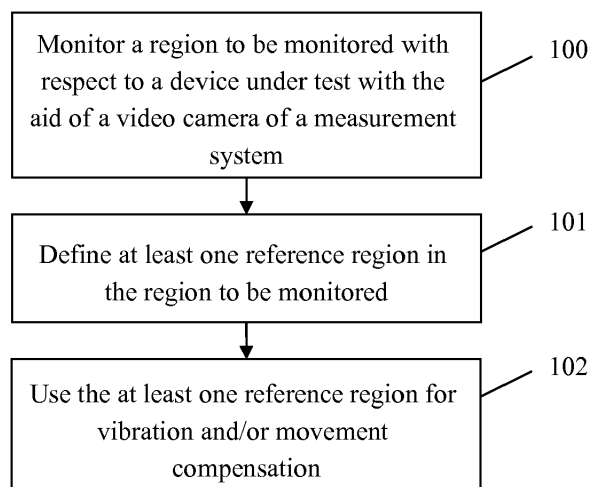 Monitor a region to be monitored with
respect to a device under test with the
aid of a video camera of a measurement
system
100
Define at least one reference region in
the region to be monitored
101
Use the at least one reference region for
vibration and/or movement
compensation
102